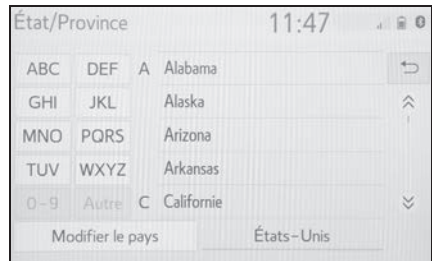 État/Province 11:47
ABC DEF A Alabama
GHI JKL Alaska
MNO PQRS Arizona
TUV WXYZ Arkansas
0-9 Autre C Californie
Modifier le pays États-Unis